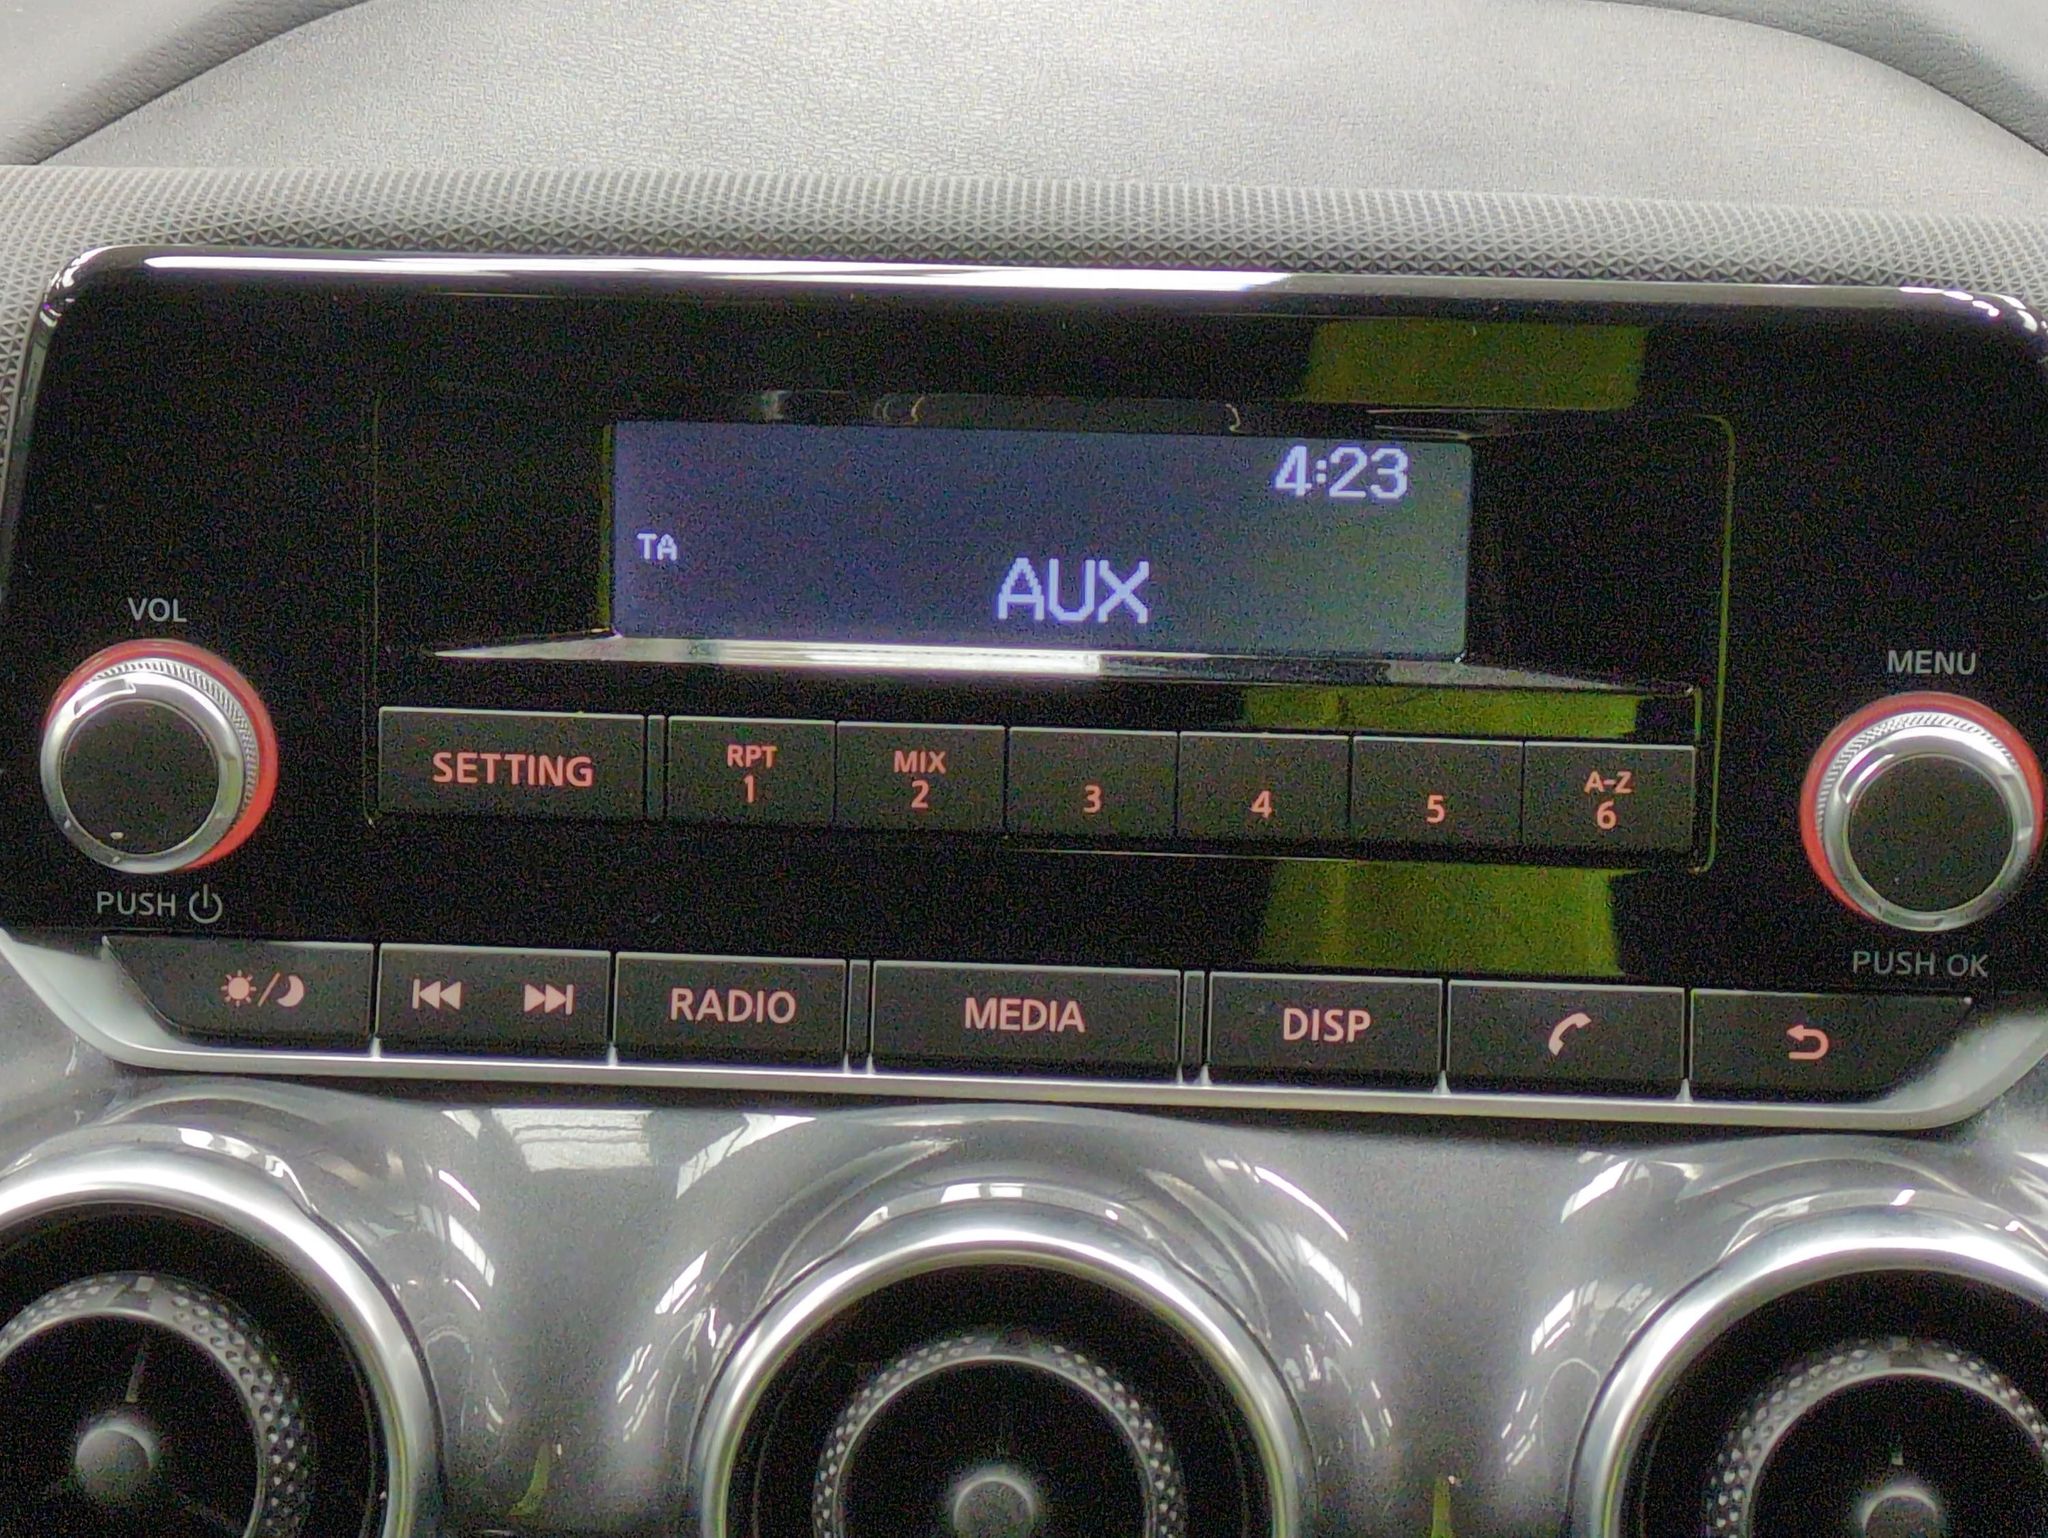 4:23
TA
AUX
VOL
MENU
SETTING
RPT
1
MIX
2
3
4
5
A-Z
6
PUSH
PUSH OK
RADIO
MEDIA
DISP